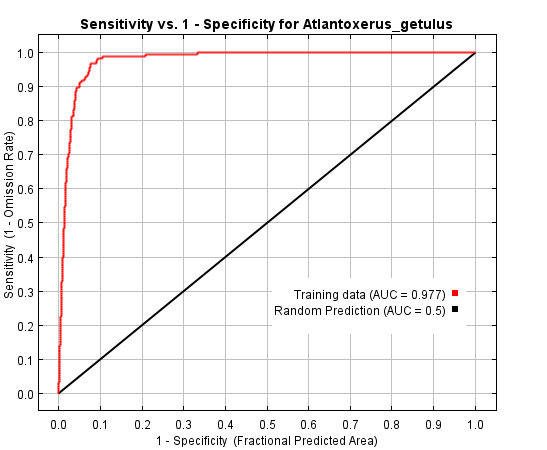 Sensitivity vs. 1 - Specificity for Atlantoxerus_getulus
Sensitivity (1 - Omission Rate)
1.0
0.9
0.8
0.7
0.6
0.5
0.4
0.3
0.2
0.1
0.0
Training data (AUC = 0.977)
Random Prediction (AUC = 0.5)
0.0 0.1 0.2 0.3 0.4 0.5 0.6 0.7 0.8 0.9 1.0
1 - Specificity (Fractional Predicted Area)